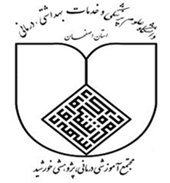 دانشگاه علوم پزشکی و خدمات بهداشتی، درمانی
استان اصفهان
مجتمع آموزشی درمانی، پژوهشی خورشید